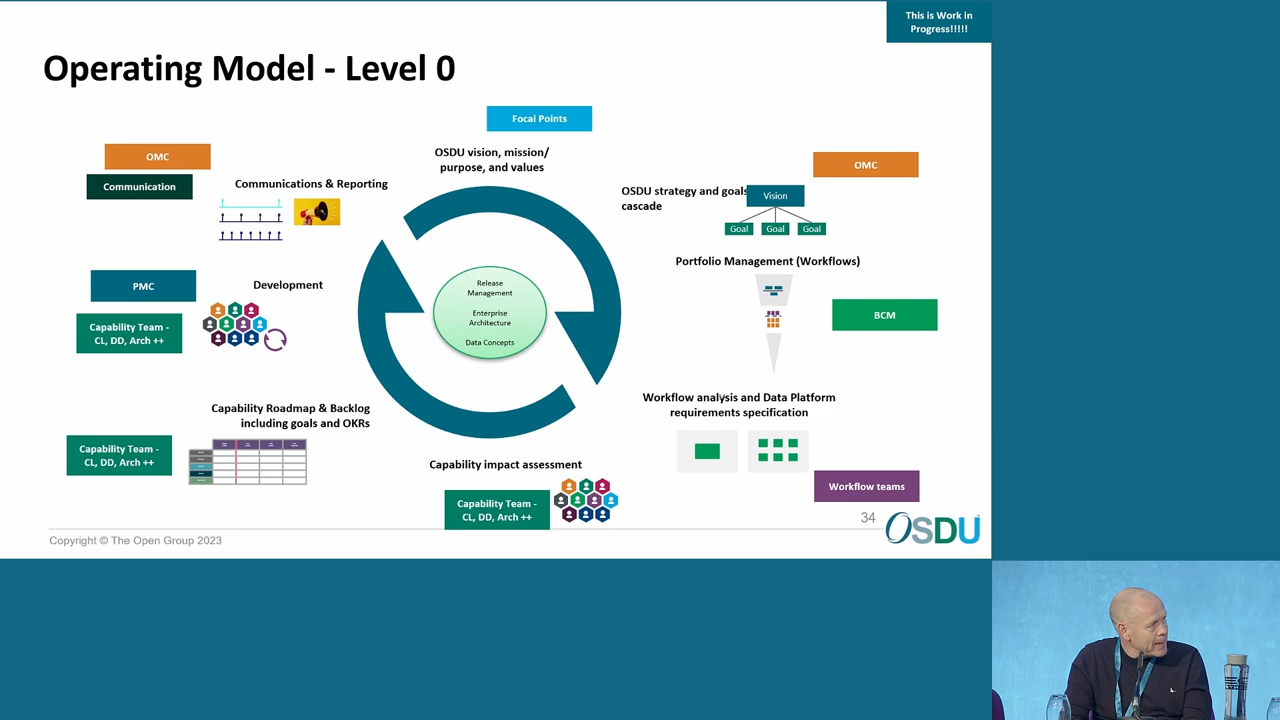 This is Work in
Progress!!!!!
Operating Model - Level 0
Focal Points
OSDU vision, mission/
purpose, and values
OMC
Communication
Communications & Reporting
OMC
OSDU strategy and goals
cascade
Vision
Goal
Goal
Goal
Portfolio Management (Workflows)
BCM
PMC
Development
Capability Team -
CL, DD, Arch ++
Release
Management
Enterprise
Architecture
Data Concepts
Workflow analysis and Data Platform
requirements specification
Workflow teams
Capability Roadmap & Backlog
including goals and OKRs
Capability Team -
CL, DD, Arch ++
Capability impact assessment
Capability Team -
CL, DD, Arch ++
34
OSDU
Copyright © The Open Group 2023